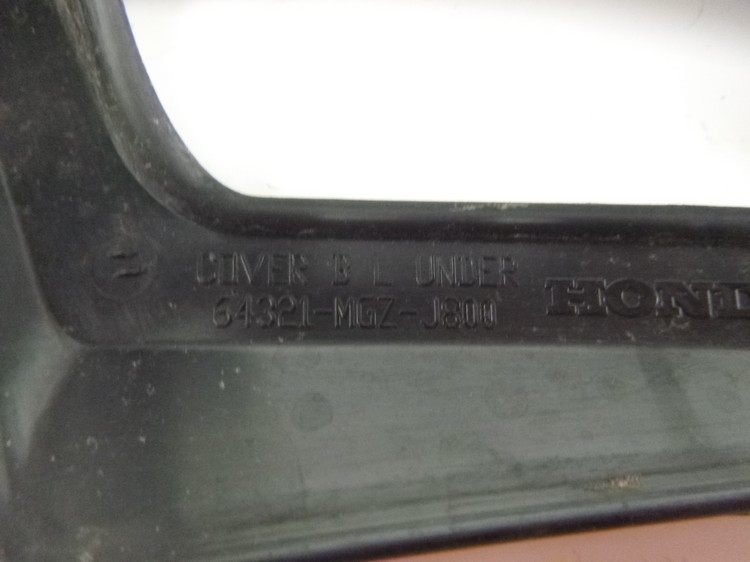 COVER B L UNDER
64321-MGZ-J800
HOND